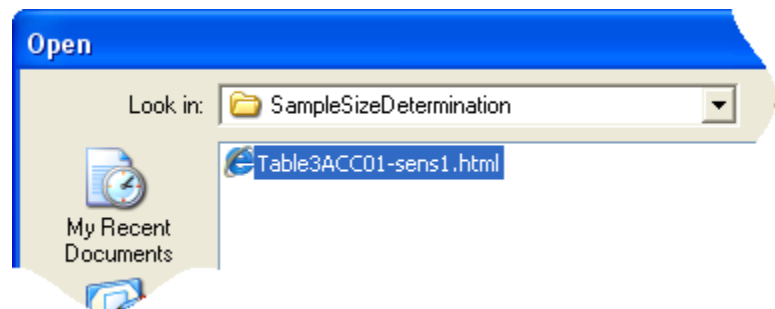 Open
Look in: SampleSizeDetermination
Table3ACC01-sens1.html
My Recent
Documents